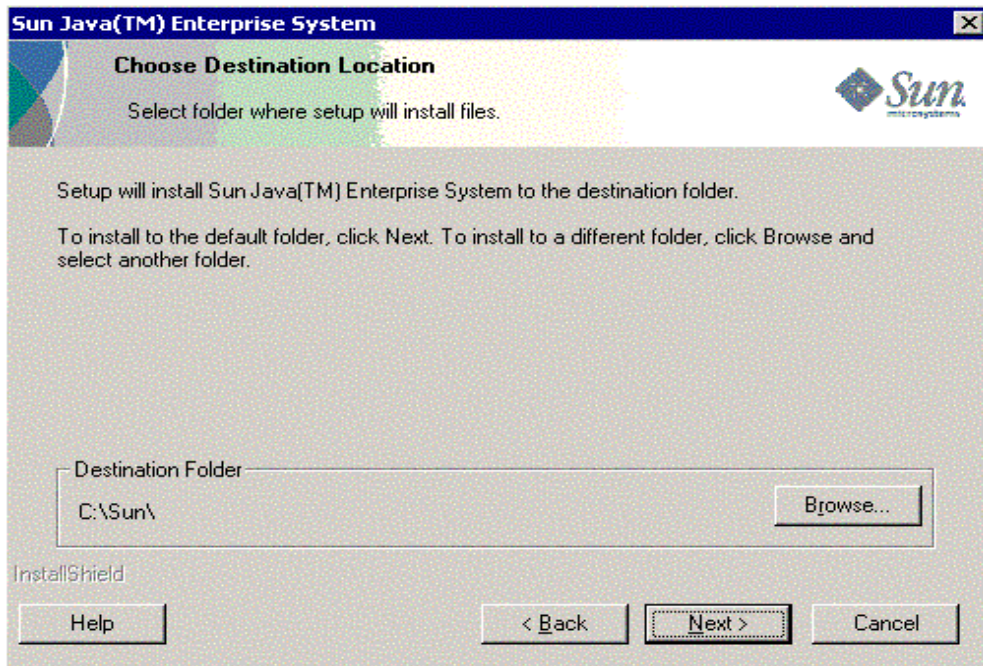 Sun Java(TM) Enterprise System
Choose Destination Location
Select folder where setup will install files.
Sun
microsystems
Setup will install Sun Java(TM) Enterprise System to the destination folder.
To install to the default folder, click Next. To install to a different folder, click Browse and
select another folder.
Destination Folder
C:\Sun\
Browse...
InstallShield
Help
< Back
Next >
Cancel